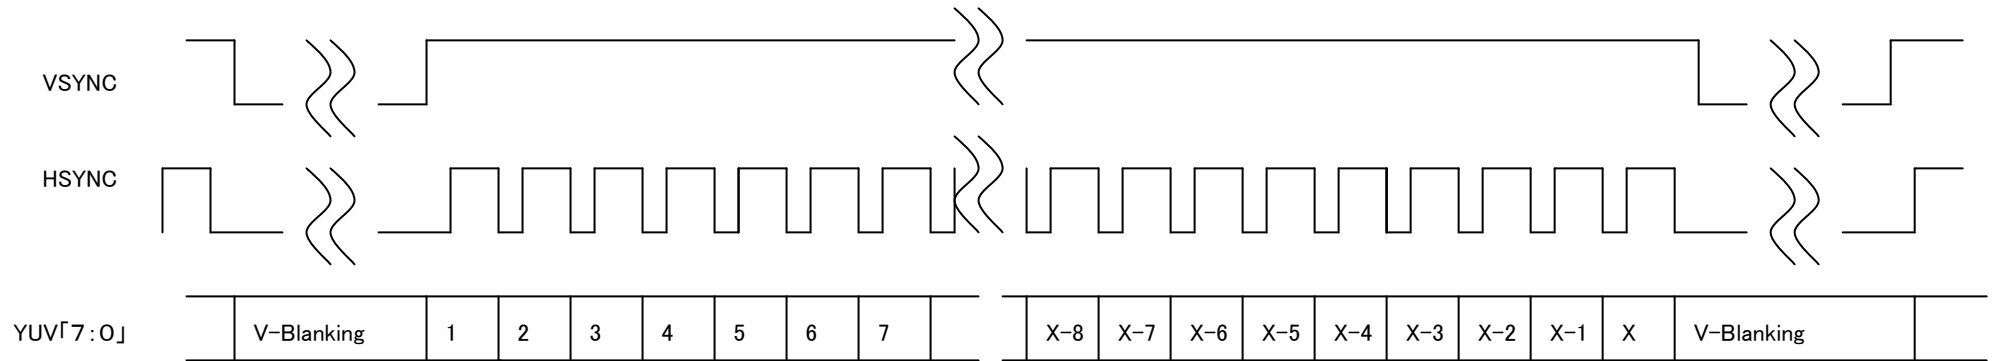 VSYNC
HSYNC
YUV「7:0」 V-Blanking 1 2 3 4 5 6 7 X-8 X-7 X-6 X-5 X-4 X-3 X-2 X-1 X V-Blanking